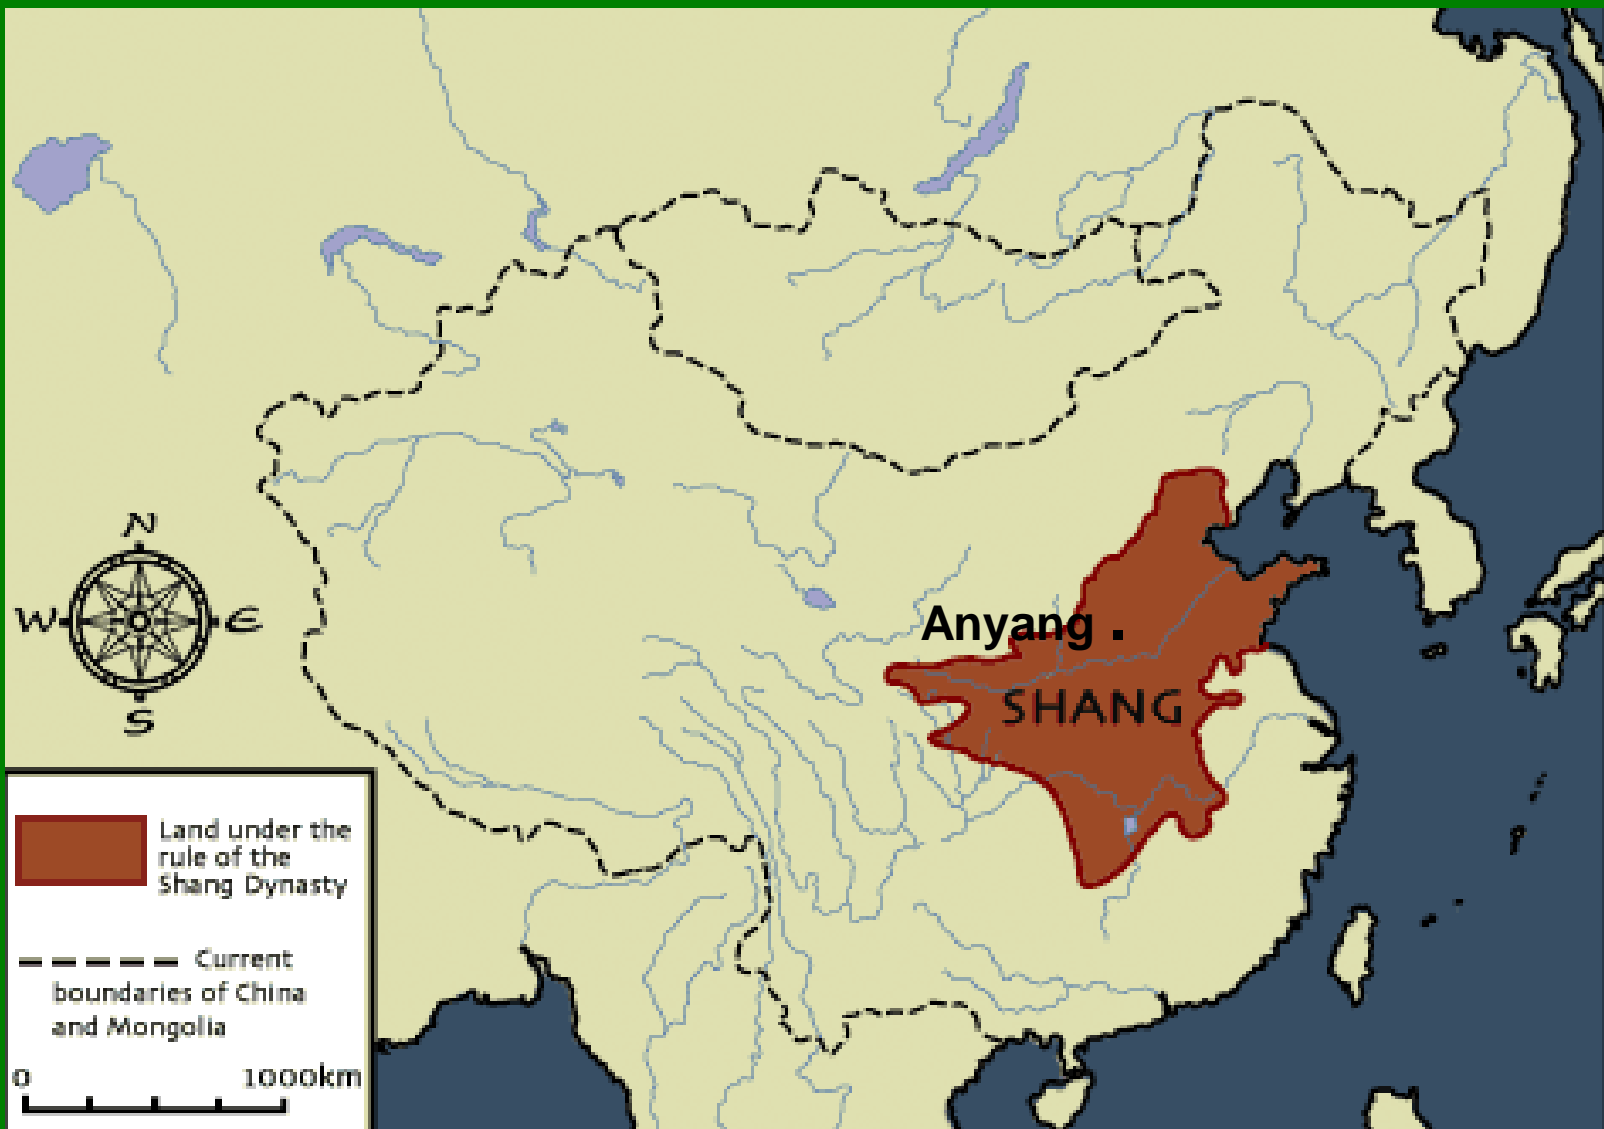 Anyang .
SHANG
N
W E
S
Land under the
rule of the
Shang Dynasty
Current
boundaries of China
and Mongolia
0 1000km